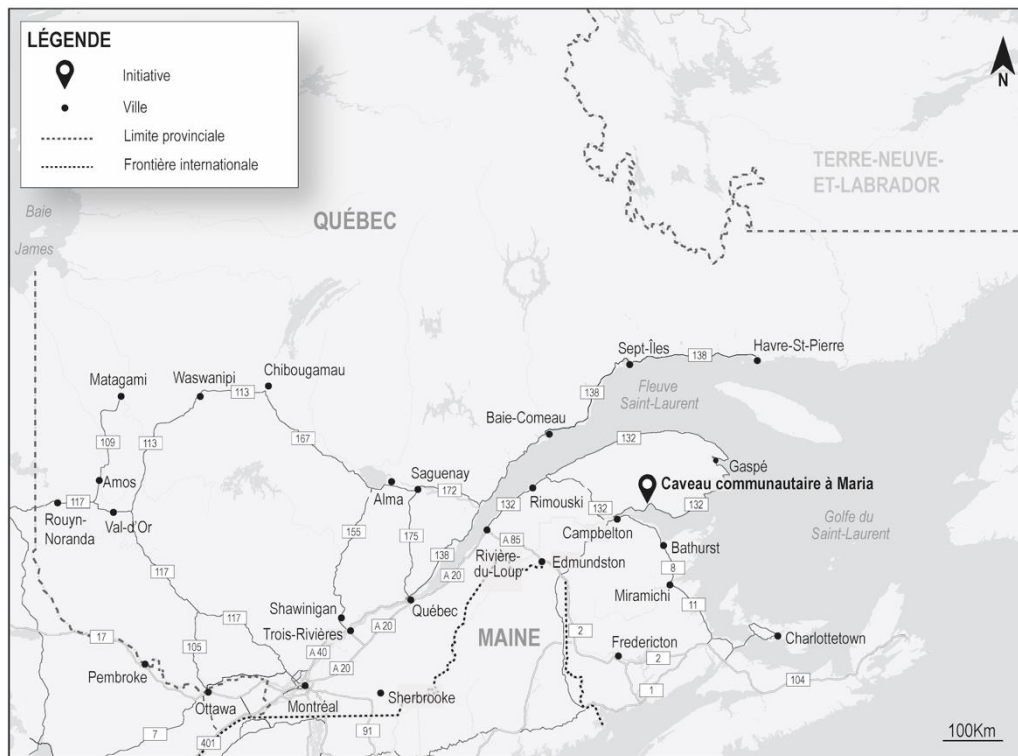 LÉGENDE
Initiative
Ville
Limite provinciale
Frontière internationale
N
TERRE-NEUVE-
ET-LABRADOR
Baie
James
QUÉBEC
Sept-Îles
138
Havre-St-Pierre
Fleuve
Saint-Laurent
138
Matagami
Waswanipi
113
Chibougamau
Baie-Comeau
109
113
167
132
Gaspé
Amos
Alma
Saguenay
172
Rimouski
Caveau communautaire à Maria
117
Rouyn-
Noranda
Val-d'Or
155
175
138
132
132
Campbelton
132
Golfe du
Saint-Laurent
Rivière-
du-Loup
A 85
Edmundston
Bathurst
8
117
A 20
Miramichi
11
117
Shawinigan
Québec
Trois-Rivières
A 20
MAINE
2
Fredericton
2
Charlottetown
17
105
A 40
A 20
1
104
Pembroke
Ottawa
Montréal
Sherbrooke
7
401
91
100Km